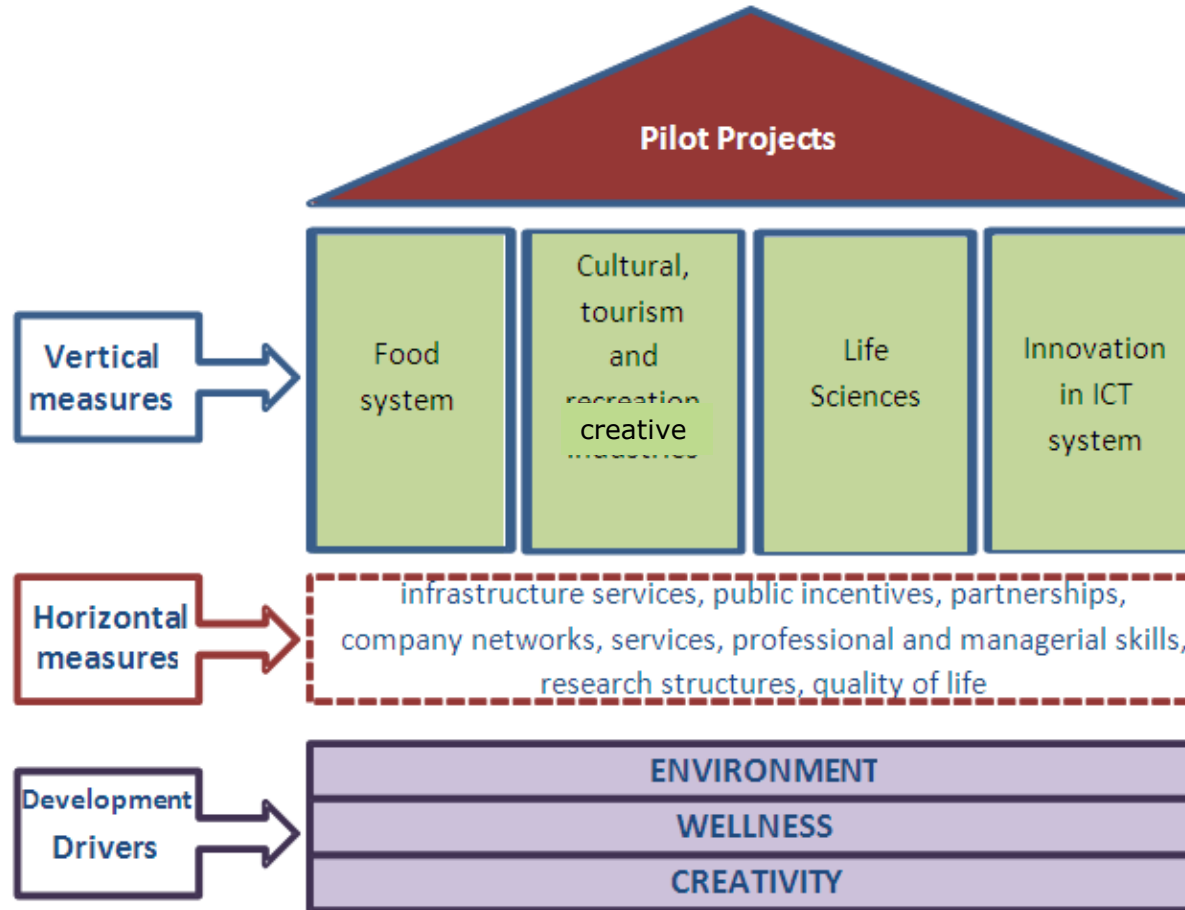 Pilot Projects
Vertical
measures
Food
system
Cultural,
tourism
and
recreation
creative
industries
Life
Sciences
Innovation
in ICT
system
Horizontal
measures
infrastructure services, public incentives, partnerships,
company networks, services, professional and managerial skills,
research structures, quality of life
Development
Drivers
ENVIRONMENT
WELLNESS
CREATIVITY